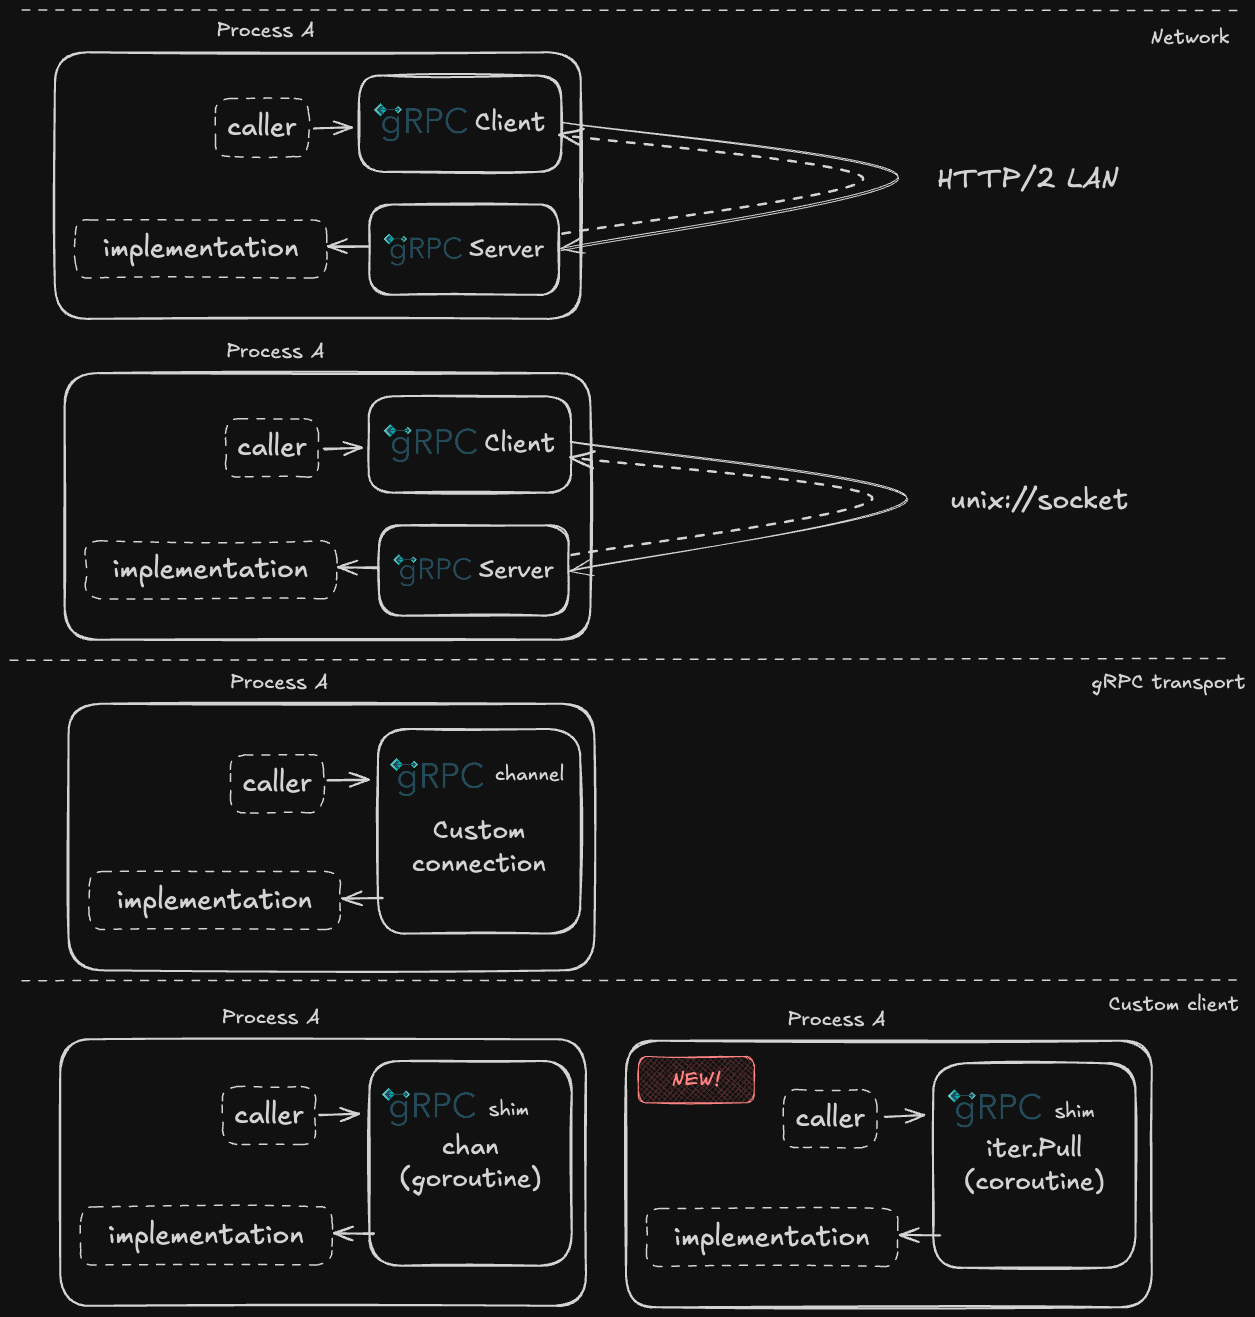 Process A
Network
caller
gRPC Client
HTTP/2 LAN
implementation
gRPC Server
Process A
caller
gRPC Client
unix://socket
implementation
gRPC Server
Process A
gRPC transport
caller
gRPC channel
Custom
connection
implementation
Custom client
Process A
caller
gRPC shim
chan
(goroutine)
implementation
Process A
NEW!
caller
gRPC shim
iter.Pull
(coroutine)
implementation